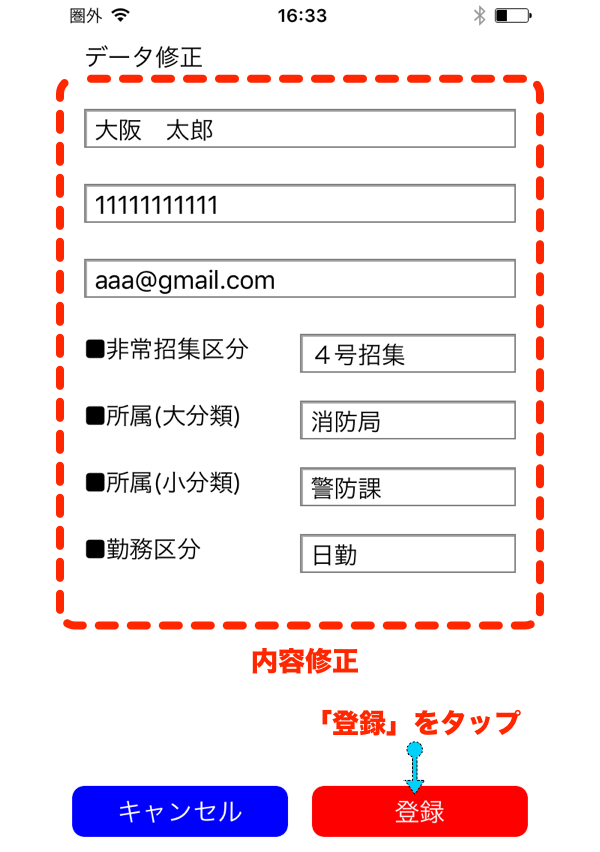 圏外 16:33
データ修正
大阪　太郎
11111111111
aaa@gmail.com
■非常招集区分 ４号招集
■所属(大分類) 消防局
■所属(小分類) 警防課
■勤務区分 日勤
内容修正
「登録」をタップ
キャンセル 登録